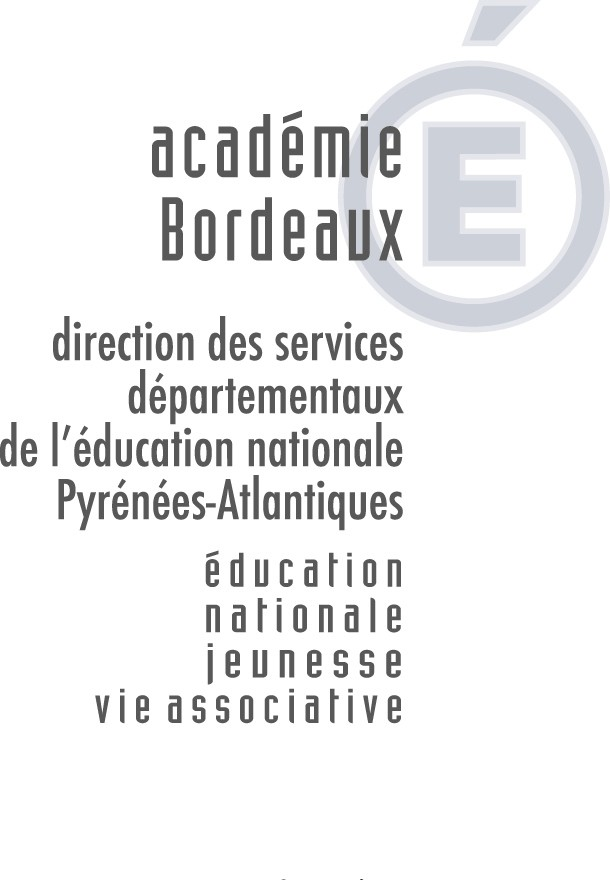 É
académie
Bordeaux
direction des services
départementaux
de l’éducation nationale
Pyrénées-Atlantiques
éducation
nationale
jeunesse
vie associative